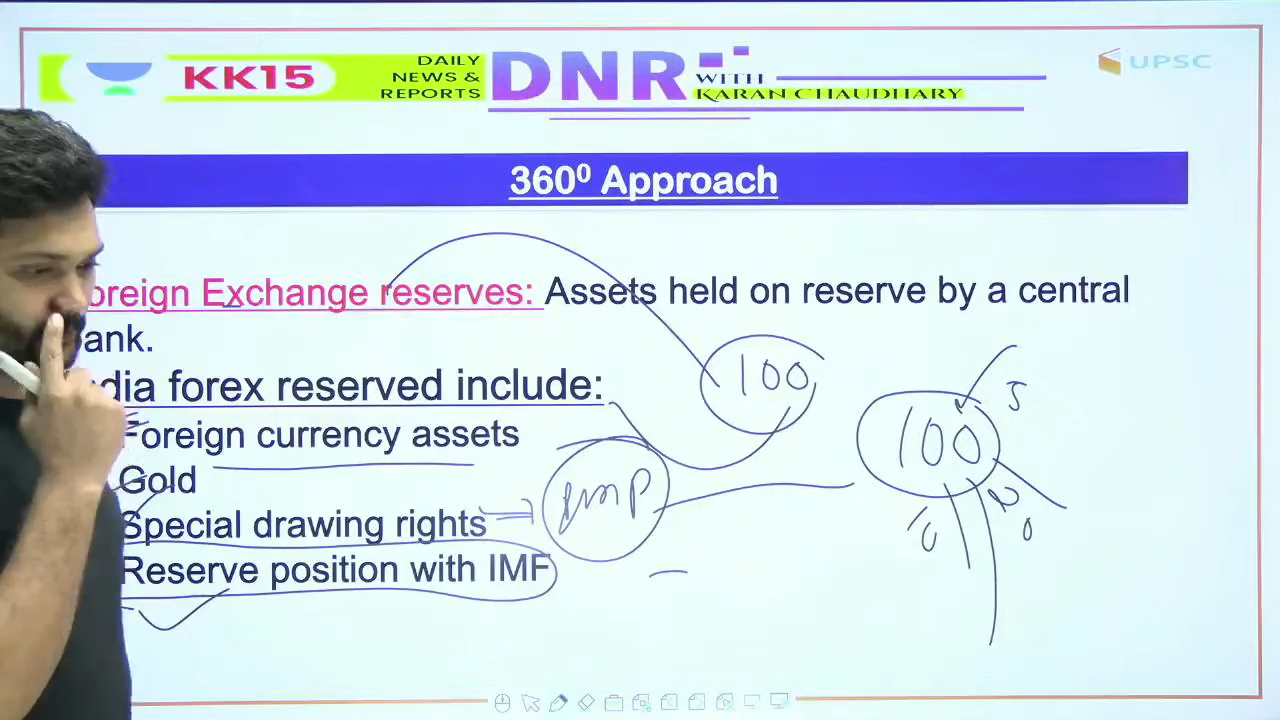 KK15
DAILY
NEWS &
REPORTS
DNR
WITH
KARAN CHAUDHARY
UPSC
360⁰ Approach
oreign Exchange reserves: Assets held on reserve by a central
ank.
dia forex reserved include:
Foreign currency assets
Gold
Special drawing rights
Reserve position with IMF
100
100
5
imp